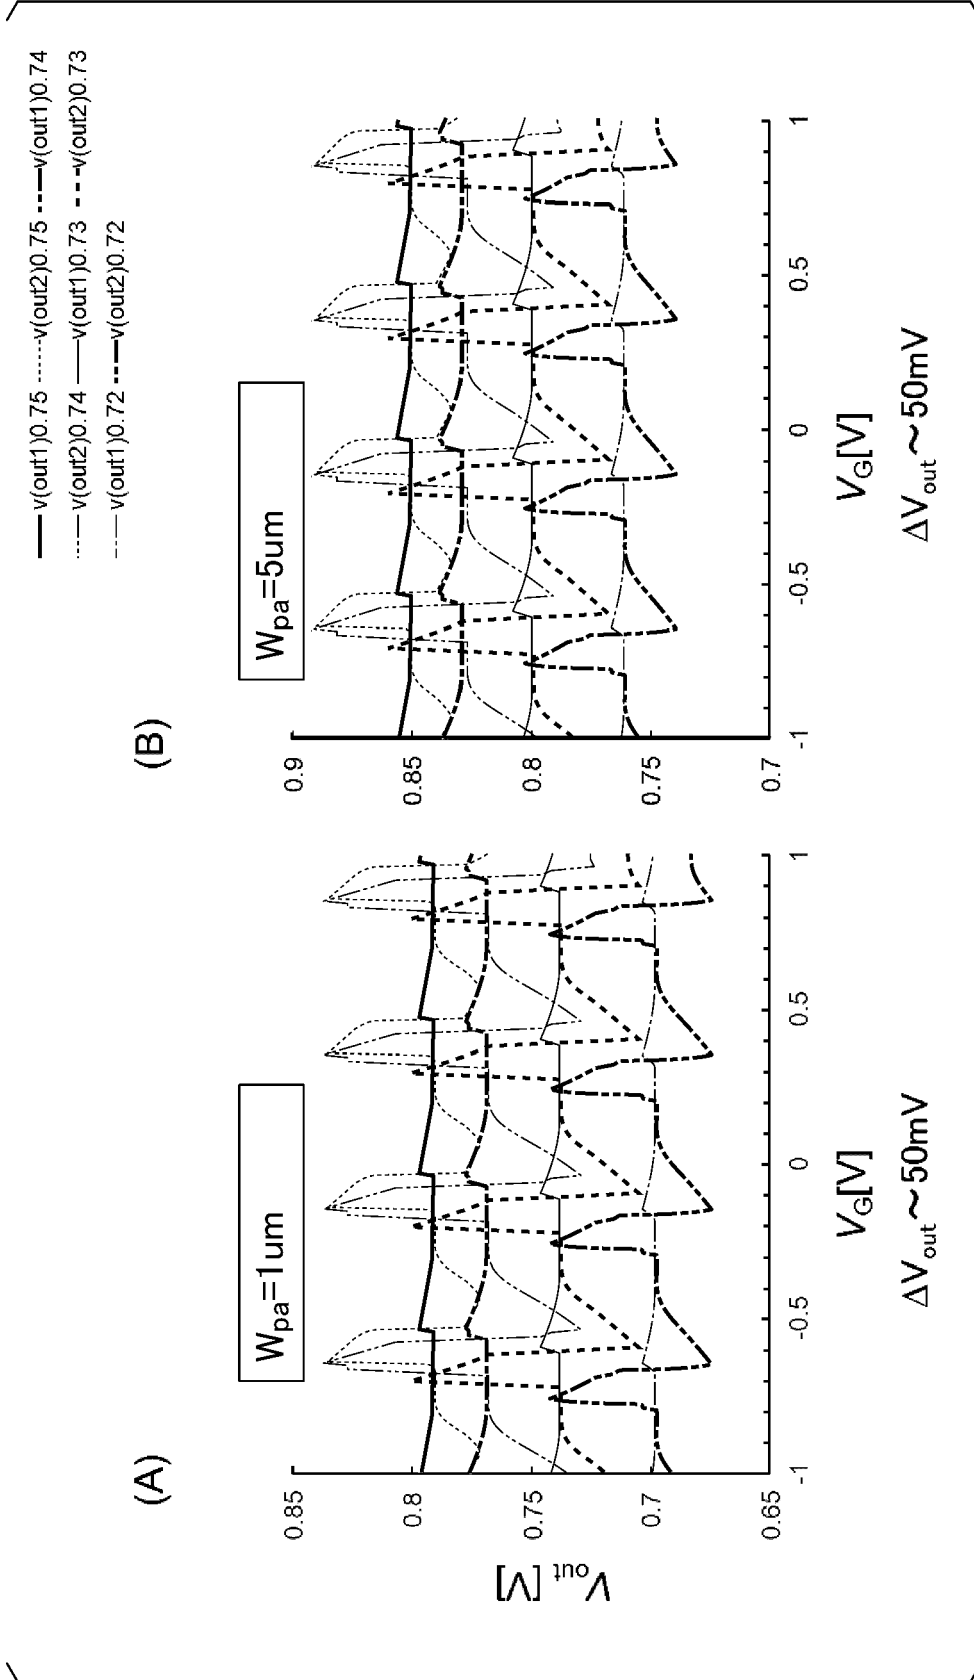 v(out1)0.75 v(out2)0.75 v(out1)0.74
v(out2)0.74 v(out1)0.73 v(out2)0.73
v(out1)0.72 v(out2)0.72
(A)
Wpa=1um
0.85
0.8
0.75
0.7
0.65
Vout [V]
-1 -0.5 0 0.5 1
VG[V]
ΔVout～50mV
(B)
Wpa=5um
0.9
0.85
0.8
0.75
0.7
-1 -0.5 0 0.5 1
VG[V]
ΔVout～50mV